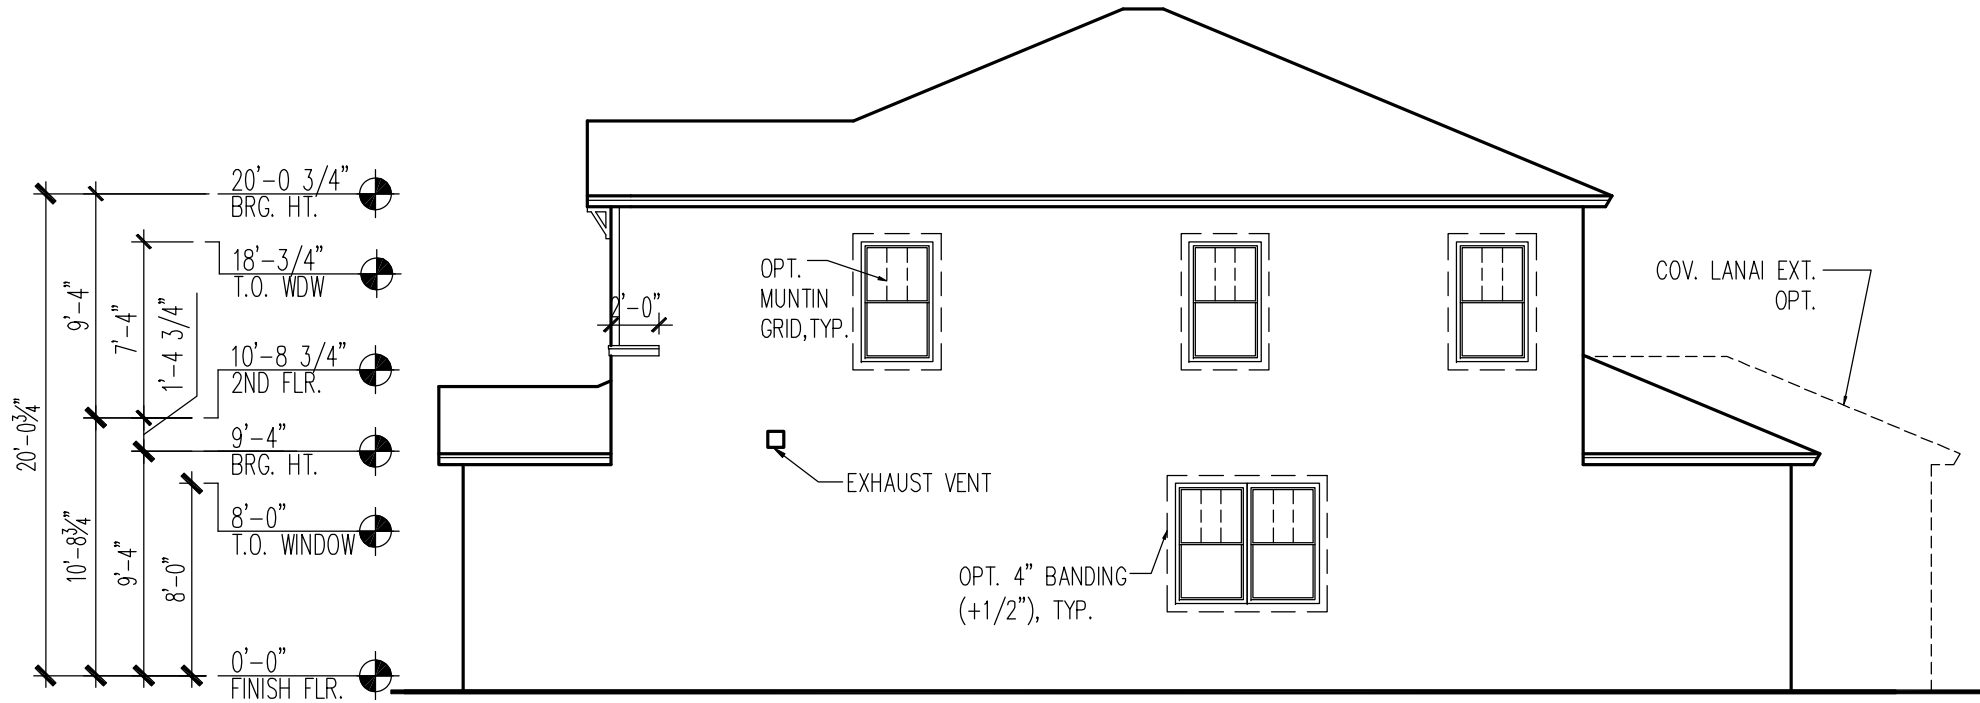 20'-0 3/4"
BRG. HT.
18'-3/4"
T.O. WDW
10'-8 3/4"
2ND FLR.
9'-4"
BRG. HT.
8'-0"
T.O. WINDOW
0'-0"
FINISH FLR.
20'-0¾"
9'-4"
10'-8¾"
7'-4"
1'-4 3/4"
9'-4"
8'-0"
2'-0"
OPT.
MUNTIN
GRID,TYP.
EXHAUST VENT
OPT. 4" BANDING
(+1/2"), TYP.
COV. LANAI EXT.
OPT.